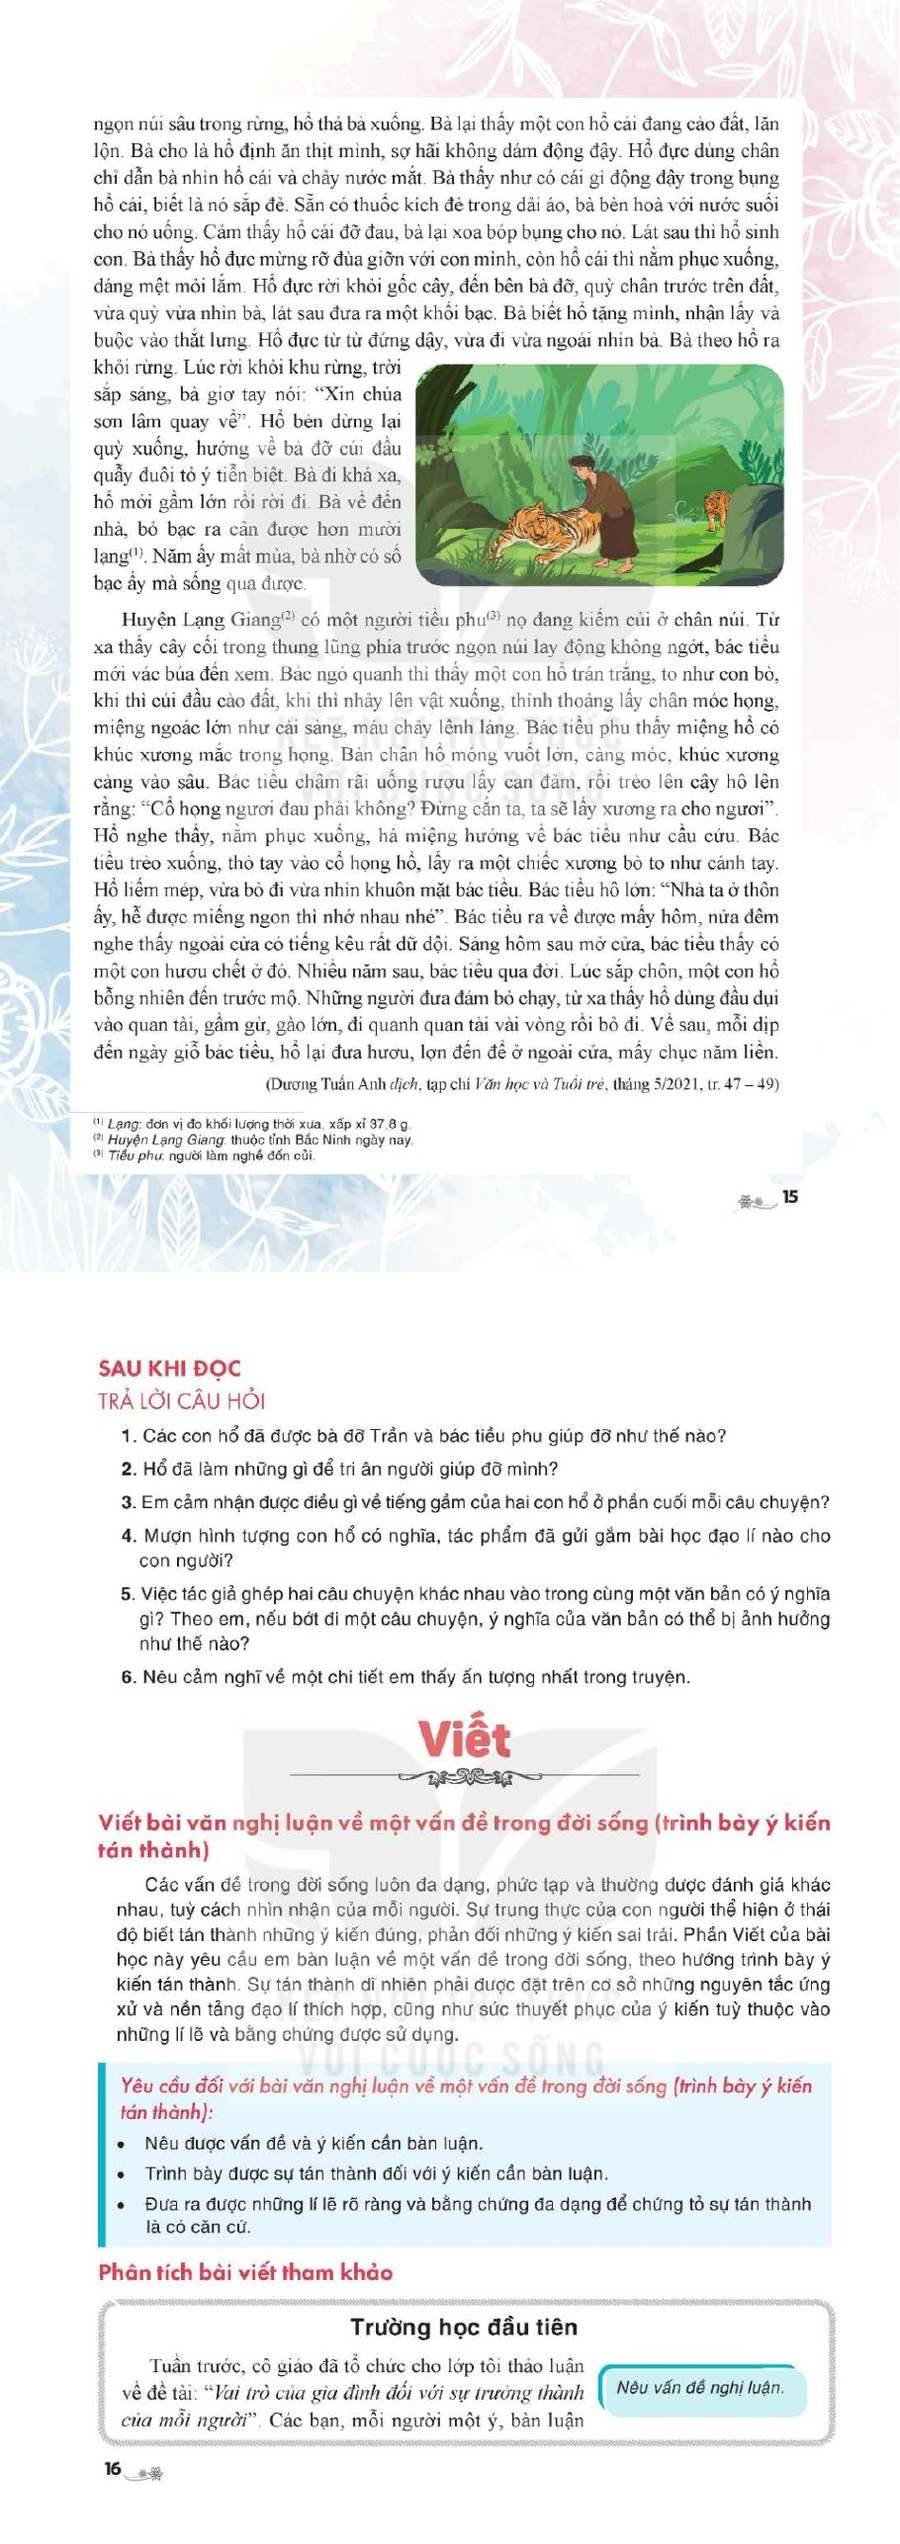 ngọn núi sâu trong rừng, hổ thả bà xuống. Bà lại thấy một con hổ cái đang cào đất, lăn
lộn. Bà cho là hổ định ăn thịt mình, sợ hãi không dám động đậy. Hổ đực dùng chân
chỉ dẫn bà nhìn hổ cái và chảy nước mắt. Bà thấy như có cái gì động đậy trong bụng
hổ cái, biết là nó sắp đẻ. Sẵn có thuốc kích đẻ trong dải áo, bà bèn hoà với nước suối
cho nó uống. Cảm thấy hổ cái đỡ đau, bà lại xoa bóp bụng cho nó. Lát sau thì hổ sinh
con. Bà thấy hổ đực mừng rỡ đùa giỡn với con mình, còn hổ cái thì nằm phục xuống,
dáng mệt mỏi lắm. Hổ đực rời khỏi gốc cây, đến bên bà đỡ, quỳ chân trước trên đất,
vừa quỳ vừa nhìn bà, lát sau đưa ra một khối bạc. Bà biết hổ tặng mình, nhận lấy và
buộc vào thắt lưng. Hổ đực từ từ đứng dậy, vừa đi vừa ngoái nhìn bà. Bà theo hổ ra
khỏi rừng. Lúc rời khỏi khu rừng, trời
sắp sáng, bà giơ tay nói: “Xin chúa
sơn lâm quay về”. Hổ bèn dừng lại
quỳ xuống, hướng về bà đỡ cúi đầu
quẫy đuôi tỏ ý tiễn biệt. Bà đi khá xa,
hổ mới gầm lớn rồi rời đi. Bà về đến
nhà, bỏ bạc ra cân được hơn mười
lạng(1). Năm ấy mất mùa, bà nhờ có số
bạc ấy mà sống qua được.
Huyện Lạng Giang(2) có một người tiều phu(3) nọ đang kiếm củi ở chân núi. Từ
xa thấy cây cối trong thung lũng phía trước ngọn núi lay động không ngớt, bác tiều
mới vác búa đến xem. Bác ngó quanh thì thấy một con hổ trán trắng, to như con bò,
khi thì cúi đầu cào đất, khi thì nhảy lên vật xuống, thỉnh thoảng lấy chân móc họng,
miệng ngoác lớn như cái sàng, máu chảy lênh láng. Bác tiều phu thấy miệng hổ có
khúc xương mắc trong họng. Bàn chân hổ móng vuốt lớn, càng móc, khúc xương
càng vào sâu. Bác tiều chậm rãi uống rượu lấy can đảm, rồi trèo lên cây hô lên
rằng: “Cổ họng ngươi đau phải không? Đừng cắn ta, ta sẽ lấy xương ra cho ngươi”.
Hổ nghe thấy, nằm phục xuống, há miệng hướng về bác tiều như cầu cứu. Bác
tiều trèo xuống, thò tay vào cổ họng hổ, lấy ra một chiếc xương bò to như cánh tay.
Hổ liếm mép, vừa bỏ đi vừa nhìn khuôn mặt bác tiều. Bác tiều hô lớn: “Nhà ta ở thôn
ấy, hễ được miếng ngon thì nhớ nhau nhé”. Bác tiều ra về được mấy hôm, nửa đêm
nghe thấy ngoài cửa có tiếng kêu rất dữ dội. Sáng hôm sau mở cửa, bác tiều thấy có
một con hươu chết ở đó. Nhiều năm sau, bác tiều qua đời. Lúc sắp chôn, một con hổ
bỗng nhiên đến trước mộ. Những người đưa đám bỏ chạy, từ xa thấy hổ dùng đầu dụi
vào quan tài, gầm gừ, gào lớn, đi quanh quan tài vài vòng rồi bỏ đi. Về sau, mỗi dịp
đến ngày giỗ bác tiều, hổ lại đưa hươu, lợn đến để ở ngoài cửa, mấy chục năm liền.
(Dương Tuấn Anh dịch, tạp chí Văn học và Tuổi trẻ, tháng 5/2021, tr. 47 – 49)
(1) Lạng: đơn vị đo khối lượng thời xưa, xấp xỉ 37,8 g.
(2) Huyện Lạng Giang: thuộc tỉnh Bắc Ninh ngày nay.
(3) Tiều phu: người làm nghề đốn củi.
15
SAU KHI ĐỌC
TRẢ LỜI CÂU HỎI
1. Các con hổ đã được bà đỡ Trần và bác tiều phu giúp đỡ như thế nào?
2. Hổ đã làm những gì để tri ân người giúp đỡ mình?
3. Em cảm nhận được điều gì về tiếng gầm của hai con hổ ở phần cuối mỗi câu chuyện?
4. Mượn hình tượng con hổ có nghĩa, tác phẩm đã gửi gắm bài học đạo lí nào cho
con người?
5. Việc tác giả ghép hai câu chuyện khác nhau vào trong cùng một văn bản có ý nghĩa
gì? Theo em, nếu bớt đi một câu chuyện, ý nghĩa của văn bản có thể bị ảnh hưởng
như thế nào?
6. Nêu cảm nghĩ về một chi tiết em thấy ấn tượng nhất trong truyện.
Viết
Viết bài văn nghị luận về một vấn đề trong đời sống (trình bày ý kiến
tán thành)
Các vấn đề trong đời sống luôn đa dạng, phức tạp và thường được đánh giá khác
nhau, tuỳ cách nhìn nhận của mỗi người. Sự trung thực của con người thể hiện ở thái
độ biết tán thành những ý kiến đúng, phản đối những ý kiến sai trái. Phần Viết của bài
học này yêu cầu em bàn luận về một vấn đề trong đời sống, theo hướng trình bày ý
kiến tán thành. Sự tán thành dĩ nhiên phải được đặt trên cơ sở những nguyên tắc ứng
xử và nền tảng đạo lí thích hợp, cũng như sức thuyết phục của ý kiến tuỳ thuộc vào
những lí lẽ và bằng chứng được sử dụng.
Yêu cầu đối với bài văn nghị luận về một vấn đề trong đời sống (trình bày ý kiến
tán thành):
• Nêu được vấn đề và ý kiến cần bàn luận.
• Trình bày được sự tán thành đối với ý kiến cần bàn luận.
• Đưa ra được những lí lẽ rõ ràng và bằng chứng đa dạng để chứng tỏ sự tán thành
là có căn cứ.
Phân tích bài viết tham khảo
Trường học đầu tiên
Tuần trước, cô giáo đã tổ chức cho lớp tôi thảo luận
về đề tài: “Vai trò của gia đình đối với sự trưởng thành
của mỗi người”. Các bạn, mỗi người một ý, bàn luận
Nêu vấn đề nghị luận.
16
KẾT NỐI TRI THỨC
VỚI CUỘC SỐNG
KẾT NỐI TRI THỨC
VỚI CUỘC SỐNG